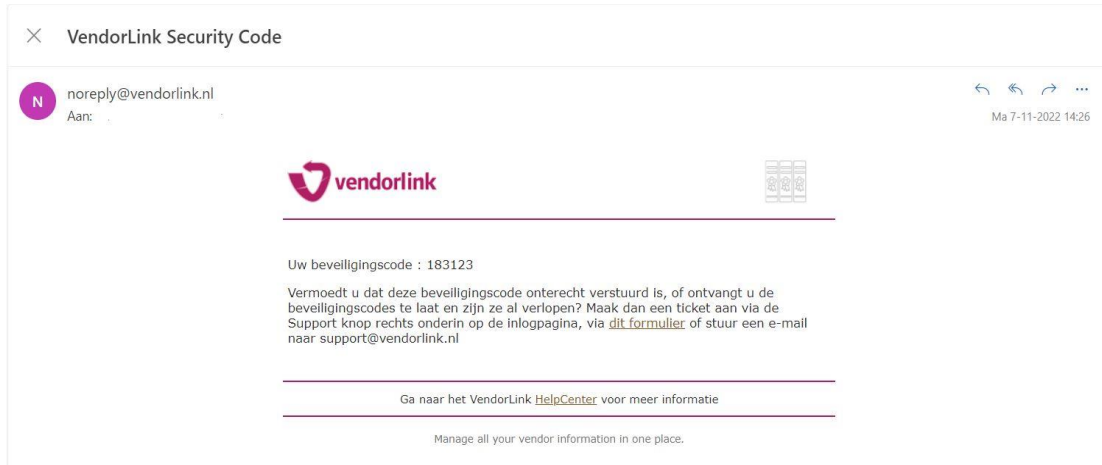 VendorLink Security Code
N
noreply@vendorlink.nl
Aan:
Ma 7-11-2022 14:26
vendorlink
Uw beveiligingscode : 183123
Vermoedt u dat deze beveiligingscode onterecht verstuurd is, of ontvangt u de
beveiligingscodes te laat en zijn ze al verlopen? Maak dan een ticket aan via de
Support knop rechts onderin op de inlogpagina, via dit formulier of stuur een e-mail
naar support@vendorlink.nl
Ga naar het VendorLink HelpCenter voor meer informatie
Manage all your vendor information in one place.